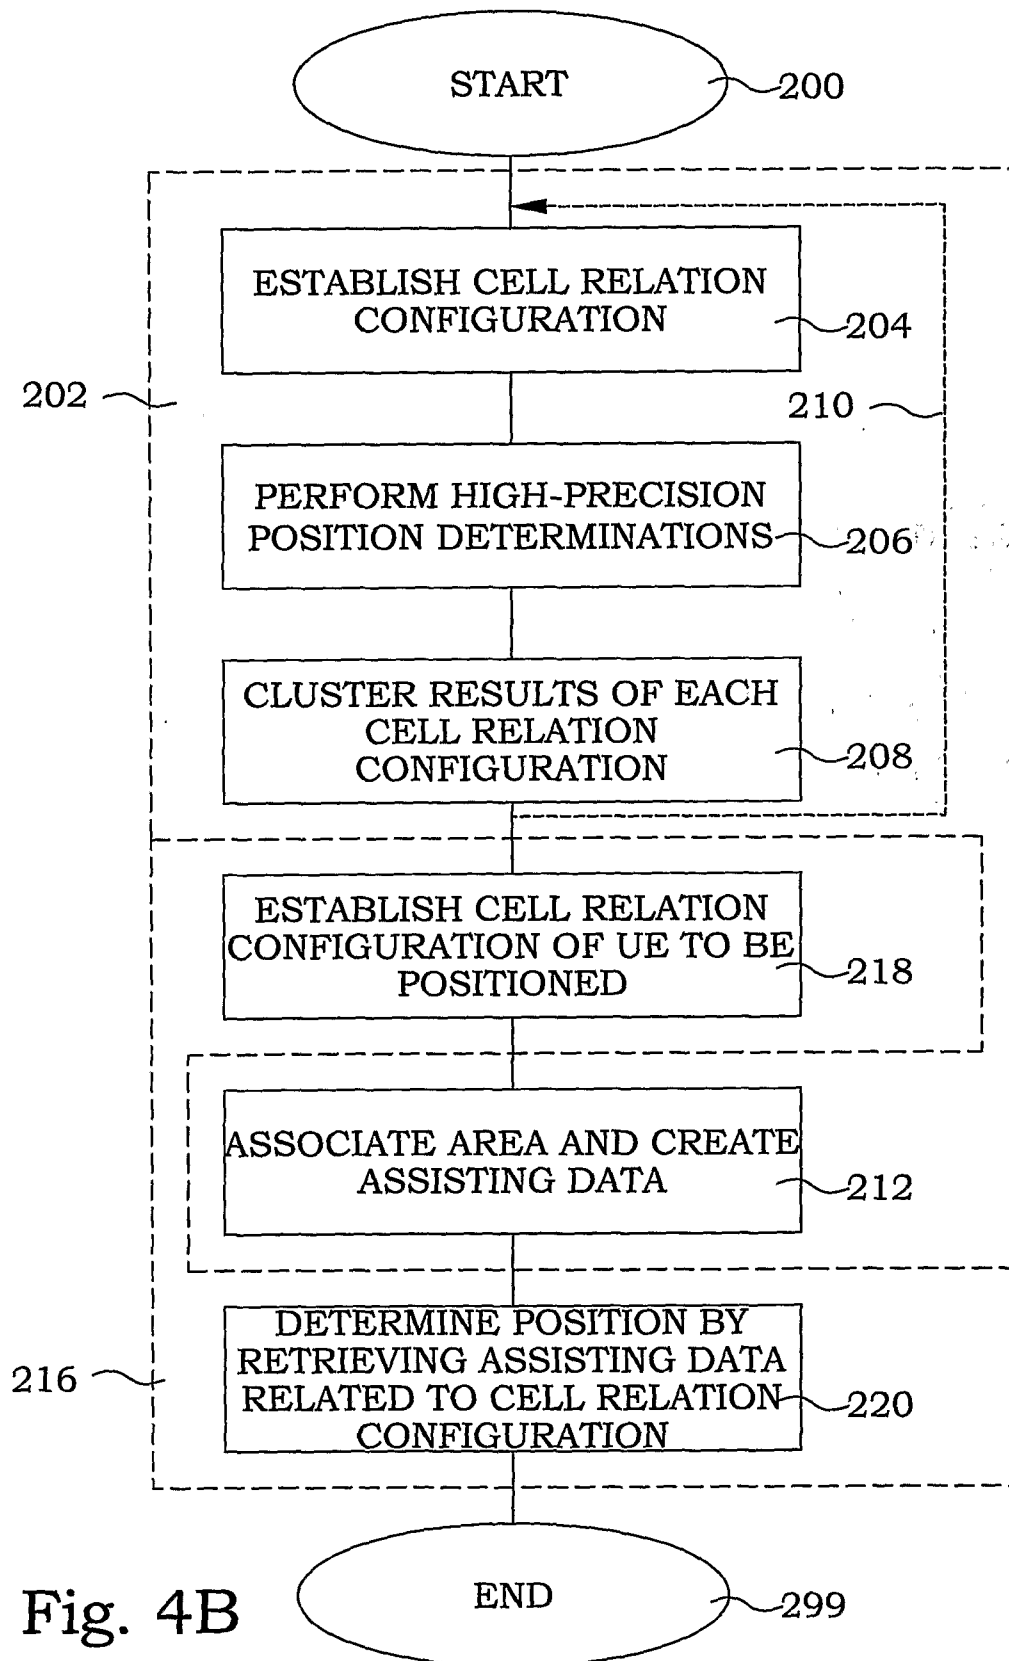 START
200
ESTABLISH CELL RELATION
CONFIGURATION
204
202
210
PERFORM HIGH-PRECISION
POSITION DETERMINATIONS
206
CLUSTER RESULTS OF EACH
CELL RELATION
CONFIGURATION
208
ESTABLISH CELL RELATION
CONFIGURATION OF UE TO BE
POSITIONED
218
ASSOCIATE AREA AND CREATE
ASSISTING DATA
212
DETERMINE POSITION BY
RETRIEVING ASSISTING DATA
RELATED TO CELL RELATION
CONFIGURATION
216
220
END
299
Fig. 4B